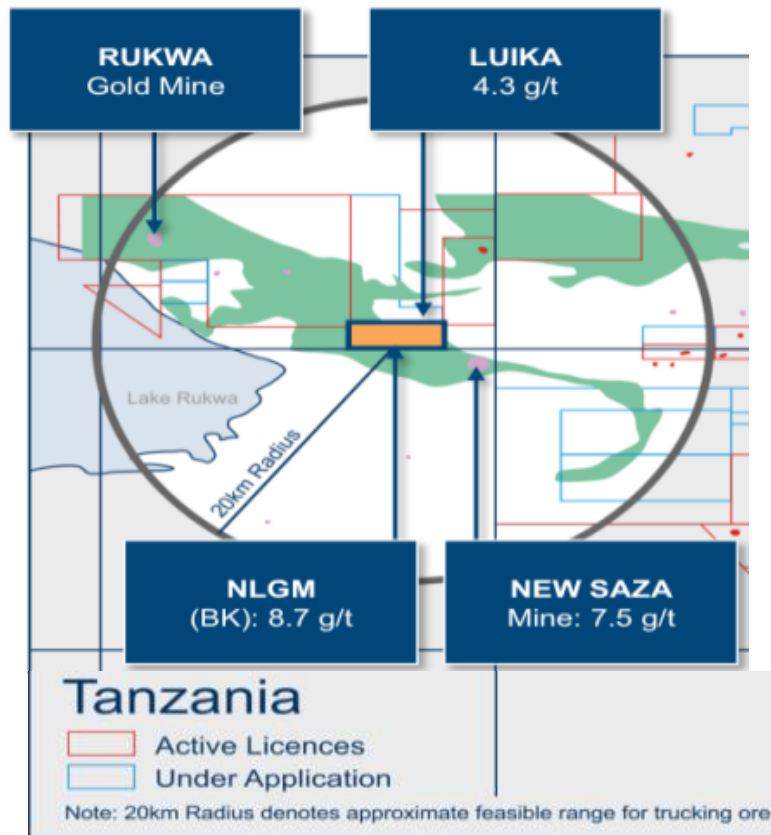 RUKWA
Gold Mine
LUIKA
4.3 g/t
Lake Rukwa
20km Radius
NLGM
(BK): 8.7 g/t
NEW SAZA
Mine: 7.5 g/t
Tanzania
Active Licences
Under Application
Note: 20km Radius denotes approximate feasible range for trucking ore